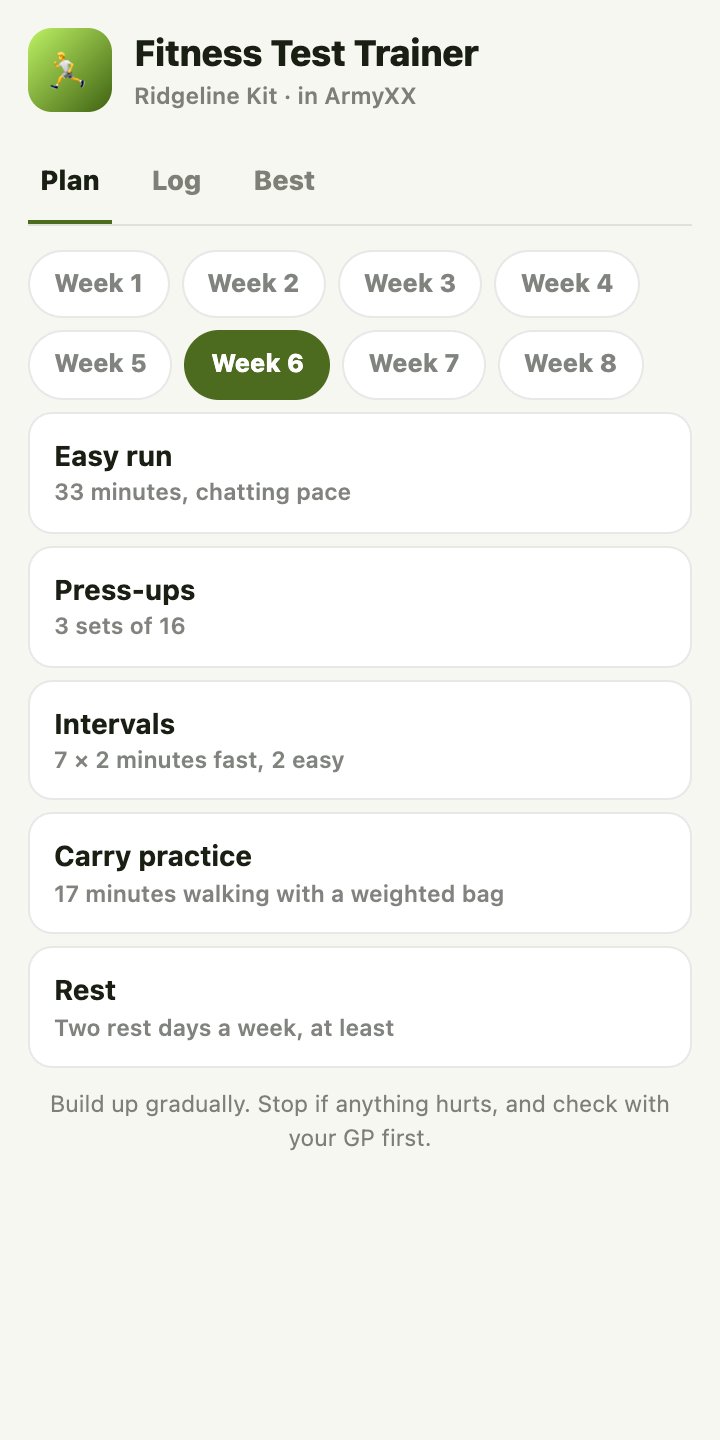 Fitness Test Trainer
Ridgeline Kit · in ArmyXX
Plan Log Best
Week 1 Week 2 Week 3 Week 4
Week 5 Week 6 Week 7 Week 8
Easy run
33 minutes, chatting pace
Press-ups
3 sets of 16
Intervals
7 × 2 minutes fast, 2 easy
Carry practice
17 minutes walking with a weighted bag
Rest
Two rest days a week, at least
Build up gradually. Stop if anything hurts, and check with
your GP first.